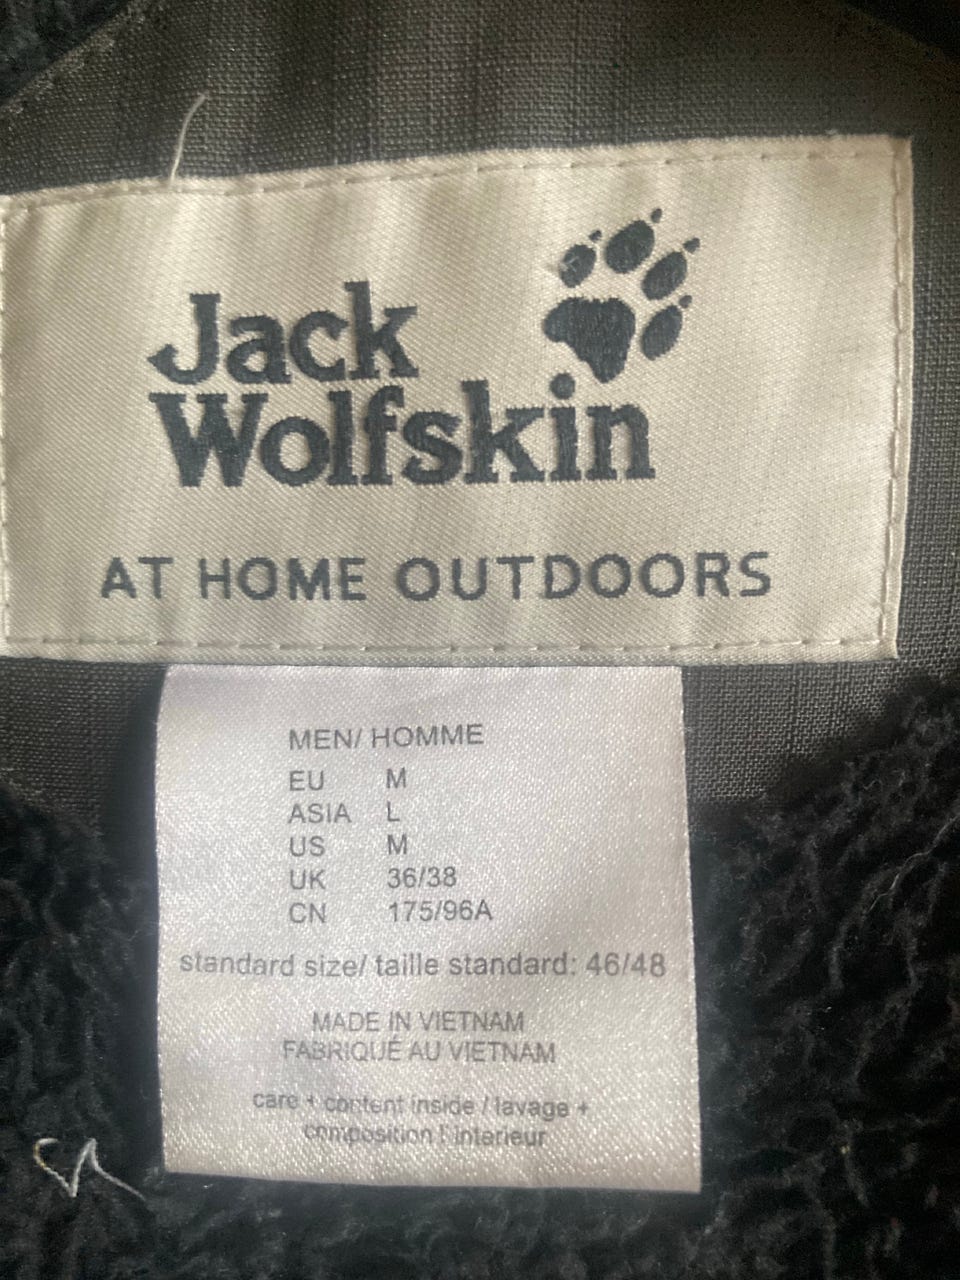 Jack
Wolfskin
AT HOME OUTDOORS
MEN/ HOMME
EU M
ASIA L
US M
UK 36/38
CN 175/96A
standard size/ taille standard: 46/48
MADE IN VIETNAM
FABRIQUÉ AU VIETNAM
care + content inside / lavage +
composition l' interieur